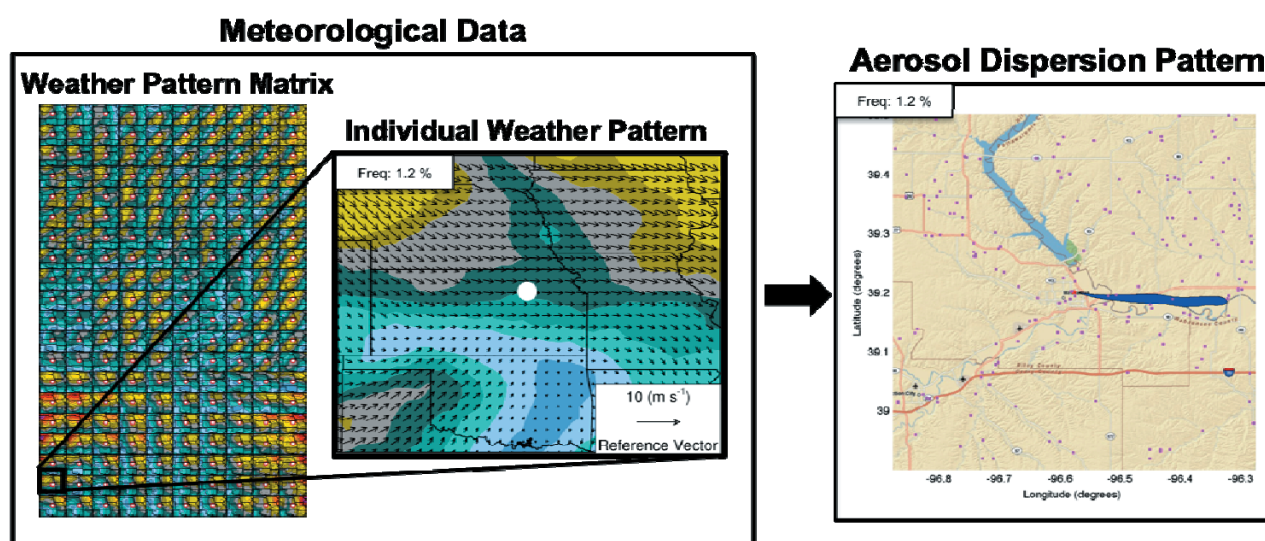 Meteorological Data
Weather Pattern Matrix
Individual Weather Pattern
Freq: 1.2 %
10 (m s⁻¹)
Reference Vector
Aerosol Dispersion Pattern
Freq: 1.2 %
39.4
39.3
39.2
39.1
39
Latitude (degrees)
Riley County
-96.8
-96.7
-96.6
-96.5
-96.4
-96.3
Longitude (degrees)